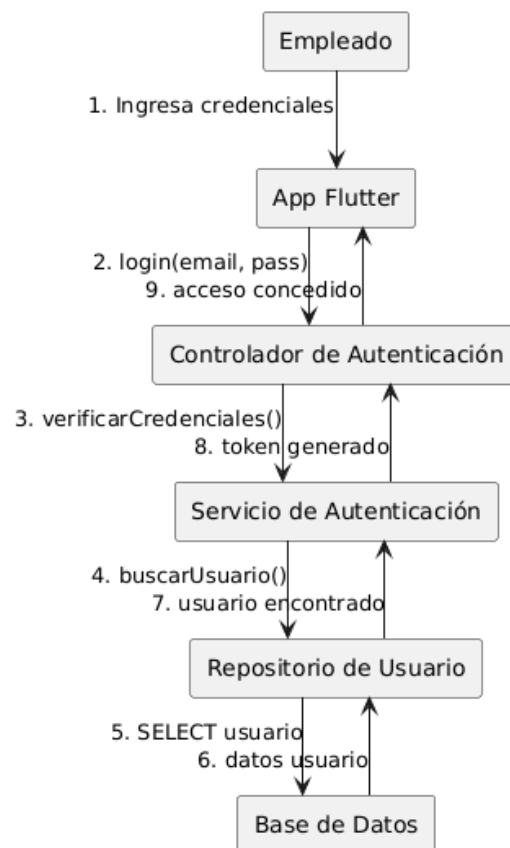 Empleado
1. Ingresa credenciales
App Flutter
2. login(email, pass)
9. acceso concedido
Controlador de Autenticación
3. verificarCredenciales()
8. token generado
Servicio de Autenticación
4. buscarUsuario()
7. usuario encontrado
Repositorio de Usuario
5. SELECT usuario
6. datos usuario
Base de Datos